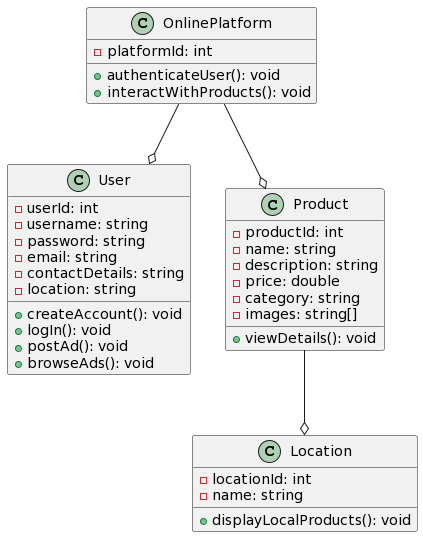 C OnlinePlatform
platformId: int
authenticateUser(): void
interactWithProducts(): void
C User
userId: int
username: string
password: string
email: string
contactDetails: string
location: string
createAccount(): void
logIn(): void
postAd(): void
browseAds(): void
C Product
productId: int
name: string
description: string
price: double
category: string
images: string[]
viewDetails(): void
C Location
locationId: int
name: string
displayLocalProducts(): void